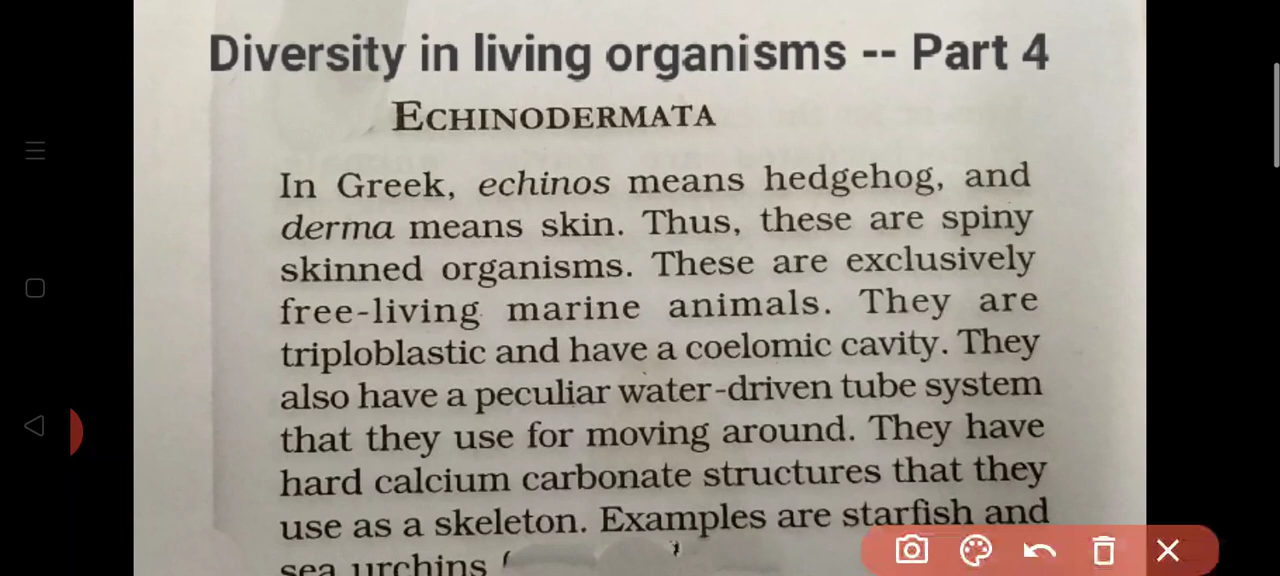 Diversity in living organisms -- Part 4
ECHINODERMATA
In Greek, echinos means hedgehog, and
derma means skin. Thus, these are spiny
skinned organisms. These are exclusively
free-living marine animals. They are
triploblastic and have a coelomic cavity. They
also have a peculiar water-driven tube system
that they use for moving around. They have
hard calcium carbonate structures that they
use as a skeleton. Examples are starfish and
sea urchins